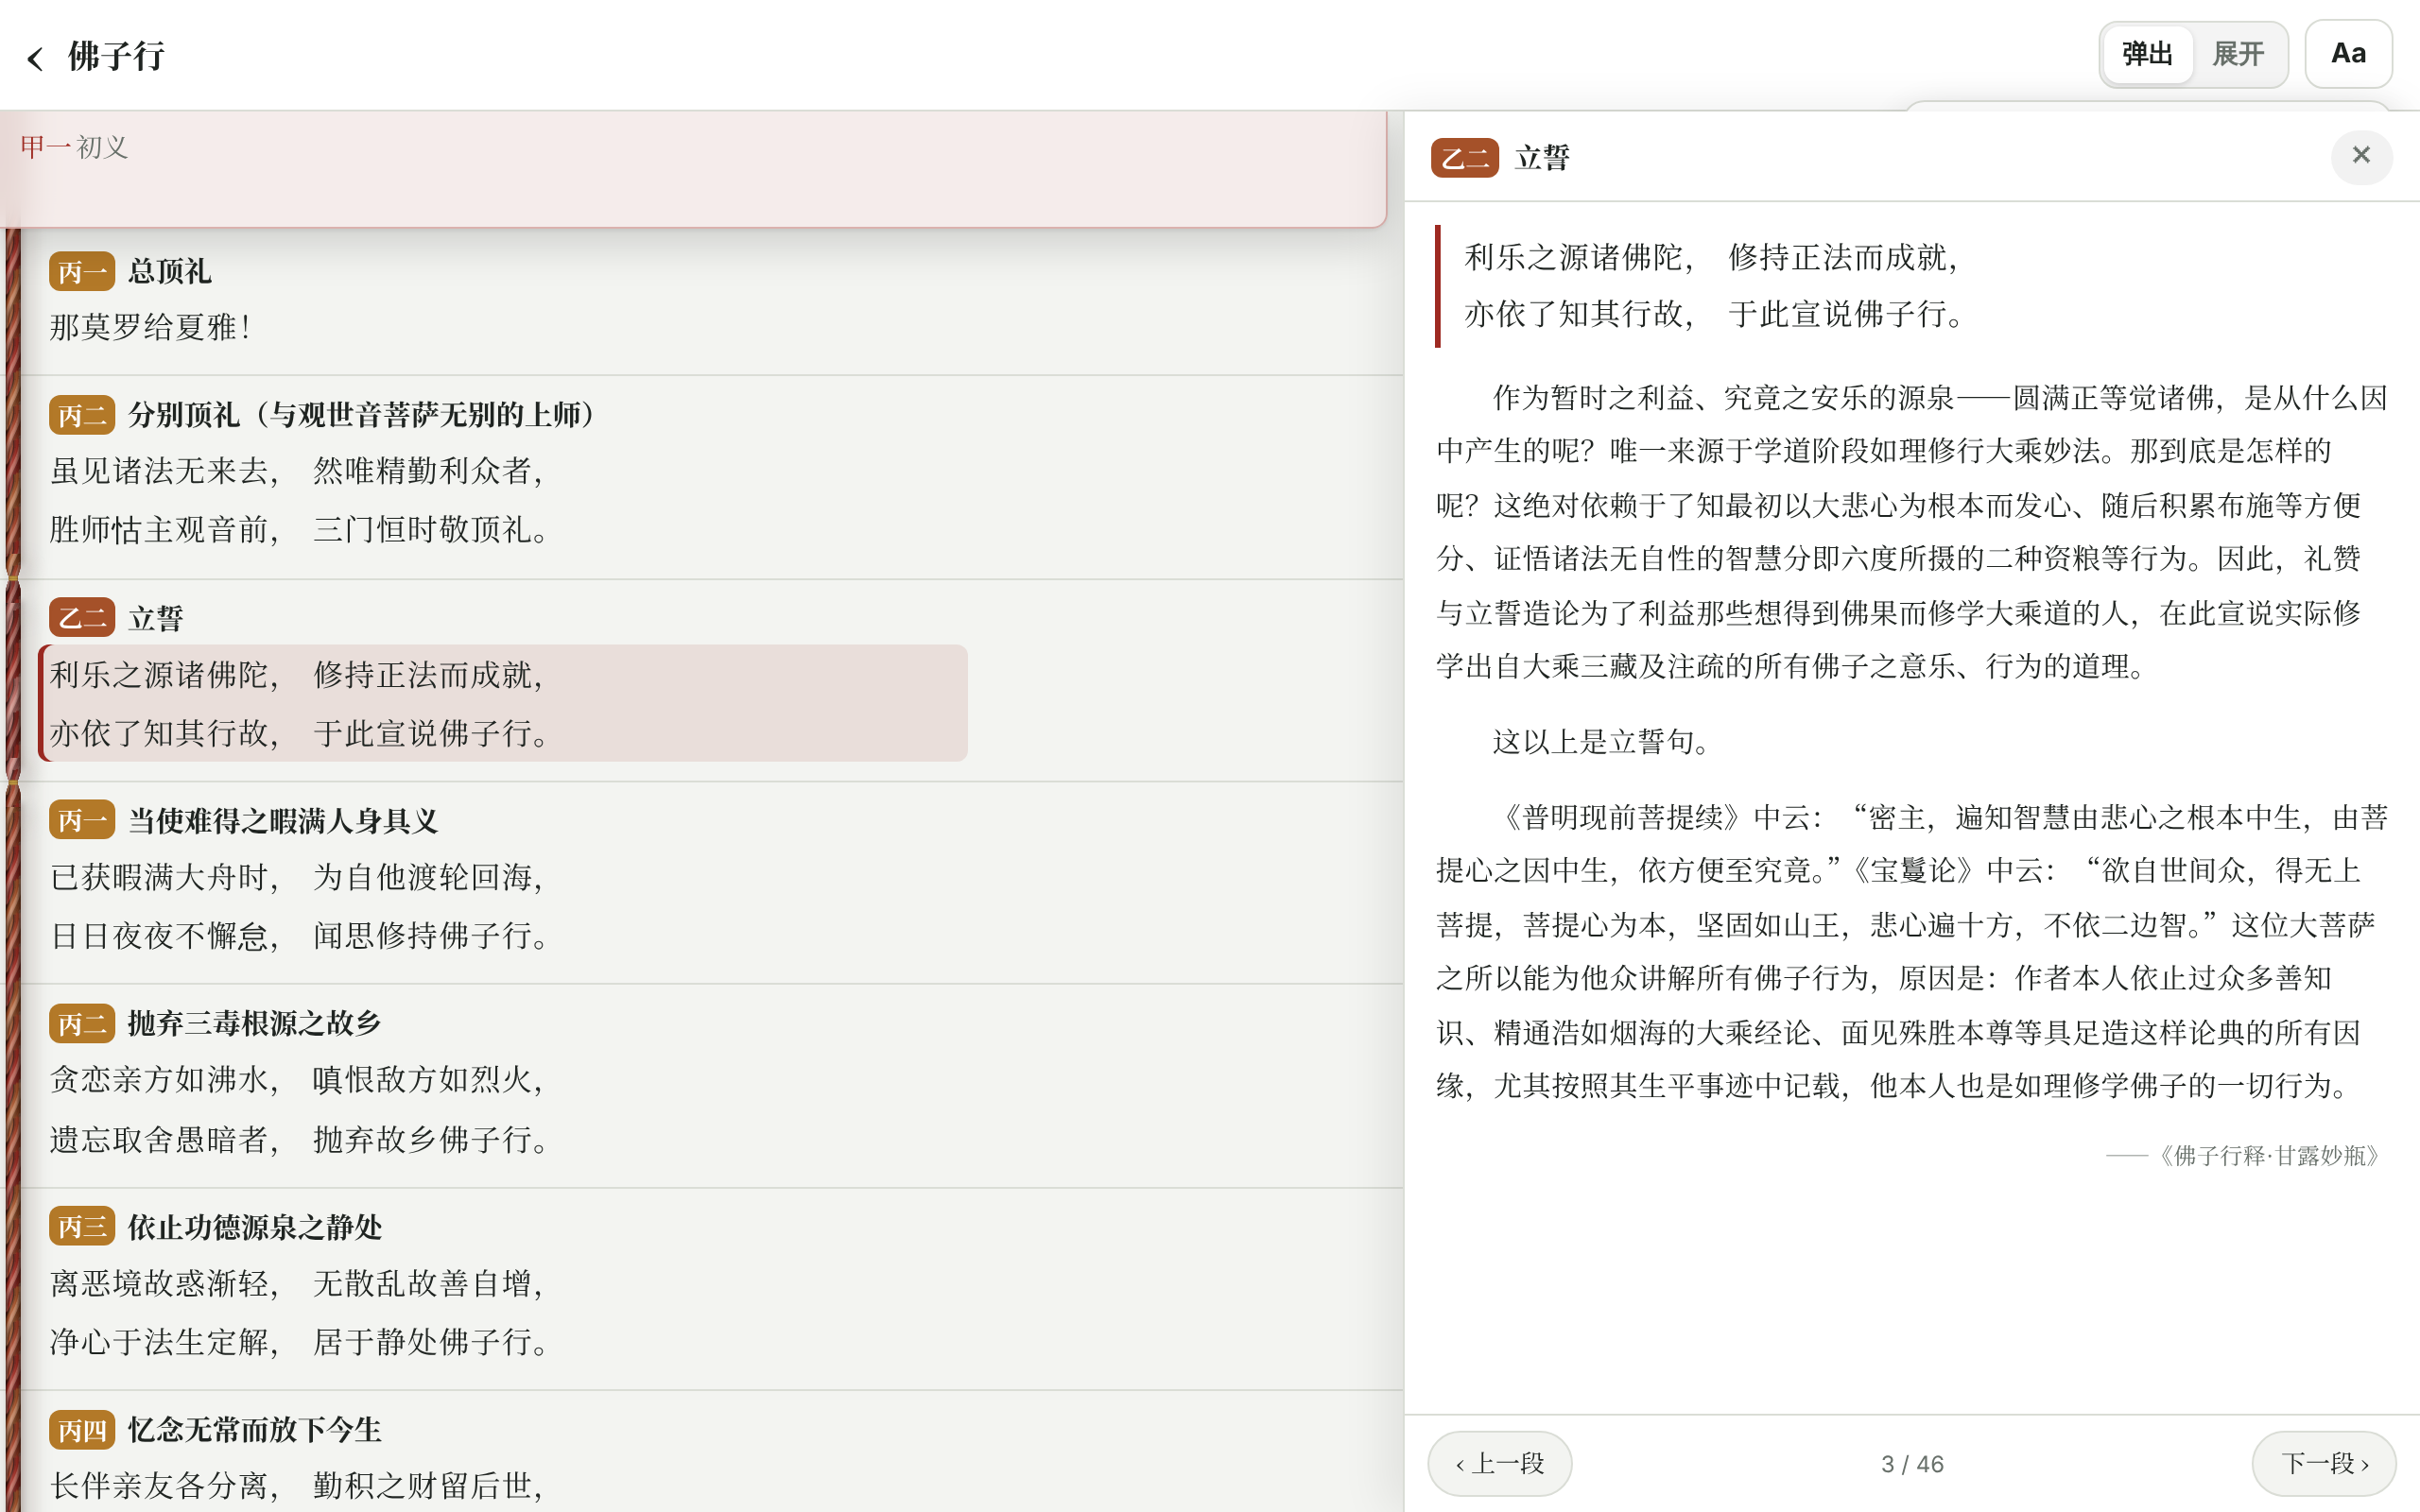 ‹ 佛子行
弹出 展开 Aa
甲一 初义
丙一 总顶礼
那莫罗给夏雅！
丙二 分别顶礼（与观世音菩萨无别的上师）
虽见诸法无来去， 然唯精勤利众者，
胜师怙主观音前， 三门恒时敬顶礼。
乙二 立誓
利乐之源诸佛陀， 修持正法而成就，
亦依了知其行故， 于此宣说佛子行。
丙一 当使难得之暇满人身具义
已获暇满大舟时， 为自他渡轮回海，
日日夜夜不懈怠， 闻思修持佛子行。
丙二 抛弃三毒根源之故乡
贪恋亲方如沸水， 嗔恨敌方如烈火，
遗忘取舍愚暗者， 抛弃故乡佛子行。
丙三 依止功德源泉之静处
离恶境故惑渐轻， 无散乱故善自增，
净心于法生定解， 居于静处佛子行。
丙四 忆念无常而放下今生
长伴亲友各分离， 勤积之财留后世，
乙二 立誓 ×
利乐之源诸佛陀， 修持正法而成就，
亦依了知其行故， 于此宣说佛子行。
作为暂时之利益、究竟之安乐的源泉——圆满正等觉诸佛，是从什么因
中产生的呢？唯一来源于学道阶段如理修行大乘妙法。那到底是怎样的
呢？这绝对依赖于了知最初以大悲心为根本而发心、随后积累布施等方便
分、证悟诸法无自性的智慧分即六度所摄的二种资粮等行为。因此，礼赞
与立誓造论为了利益那些想得到佛果而修学大乘道的人，在此宣说实际修
学出自大乘三藏及注疏的所有佛子之意乐、行为的道理。
这以上是立誓句。
《普明现前菩提续》中云：“密主，遍知智慧由悲心之根本中生，由菩
提心之因中生，依方便至究竟。”《宝鬘论》中云：“欲自世间众，得无上
菩提，菩提心为本，坚固如山王，悲心遍十方，不依二边智。”这位大菩萨
之所以能为他众讲解所有佛子行为，原因是：作者本人依止过众多善知
识、精通浩如烟海的大乘经论、面见殊胜本尊等具足造这样论典的所有因
缘，尤其按照其生平事迹中记载，他本人也是如理修学佛子的一切行为。
——《佛子行释·甘露妙瓶》
‹ 上一段 3 / 46 下一段 ›